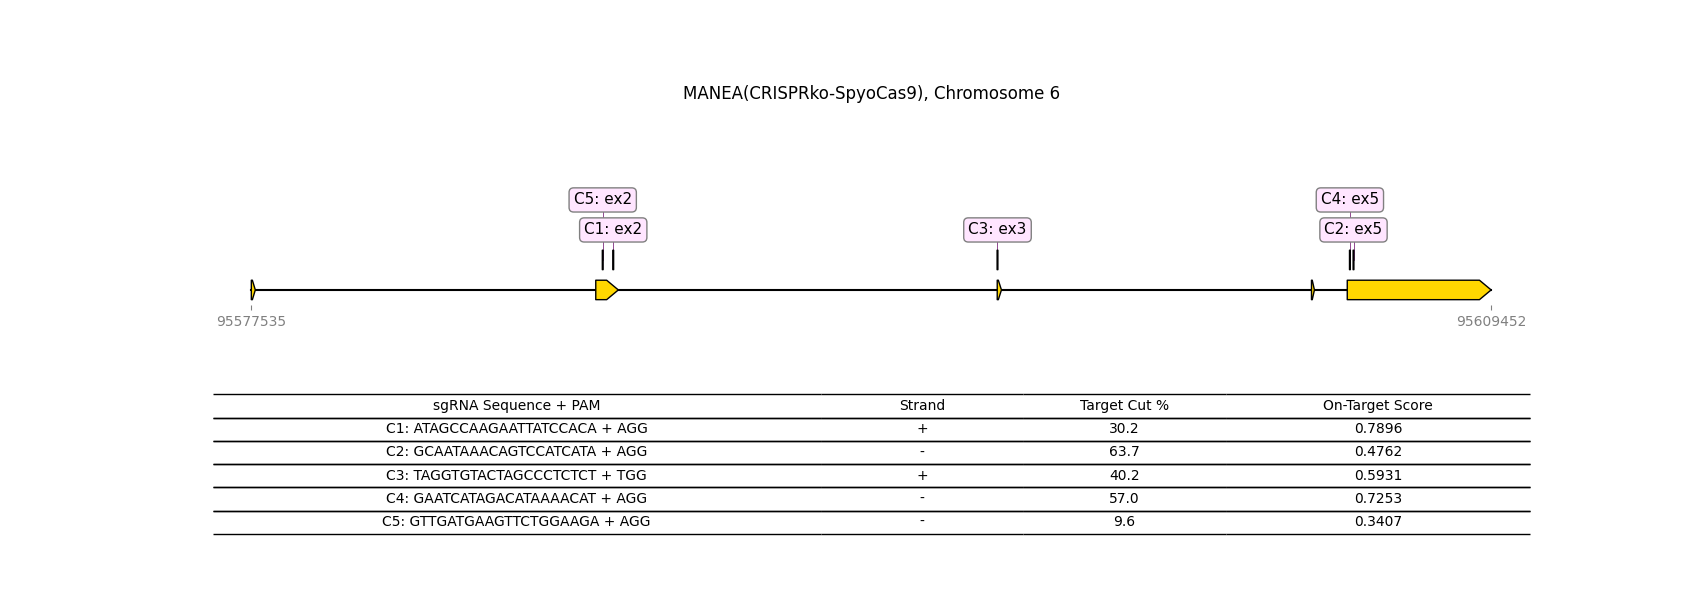 MANEA(CRISPRko-SpyoCas9), Chromosome 6
C5: ex2
C4: ex5
C1: ex2
C3: ex3
C2: ex5
95577535
95609452
sgRNA Sequence + PAM Strand Target Cut % On-Target Score
C1: ATAGCCAAGAATTATCCACA + AGG + 30.2 0.7896
C2: GCAATAAACAGTCCATCATA + AGG - 63.7 0.4762
C3: TAGGTGTACTAGCCCTCTCT + TGG + 40.2 0.5931
C4: GAATCATAGACATAAAACAT + AGG - 57.0 0.7253
C5: GTTGATGAAGTTCTGGAAGA + AGG - 9.6 0.3407